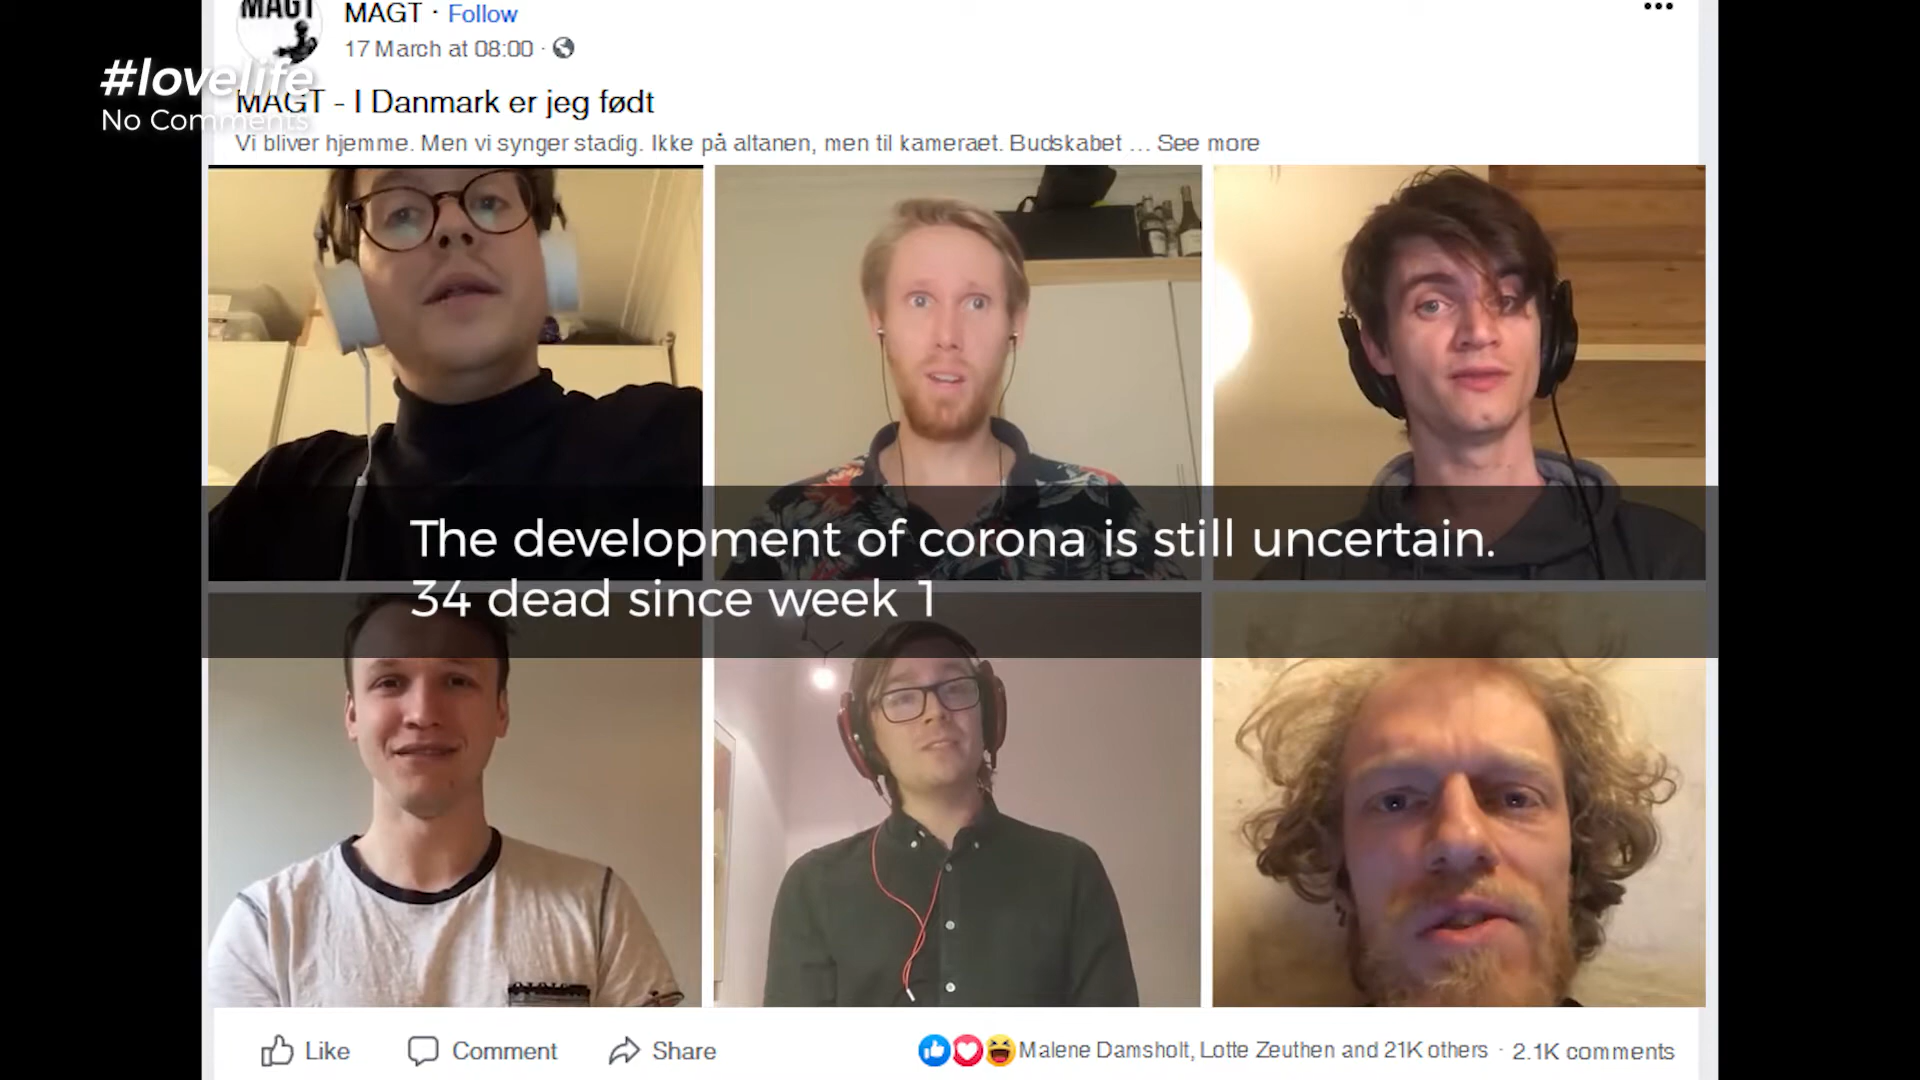 MAGT
MAGT · Follow
17 March at 08:00 ·
#lovelife
No Comments
MAGT - I Danmark er jeg født
Vi bliver hjemme. Men vi synger stadig. Ikke på altanen, men til kameraet. Budskabet ... See more
The development of corona is still uncertain.
34 dead since week 1
Like Comment Share Malene Damsholt, Lotte Zeuthen and 21K others · 2.1K comments